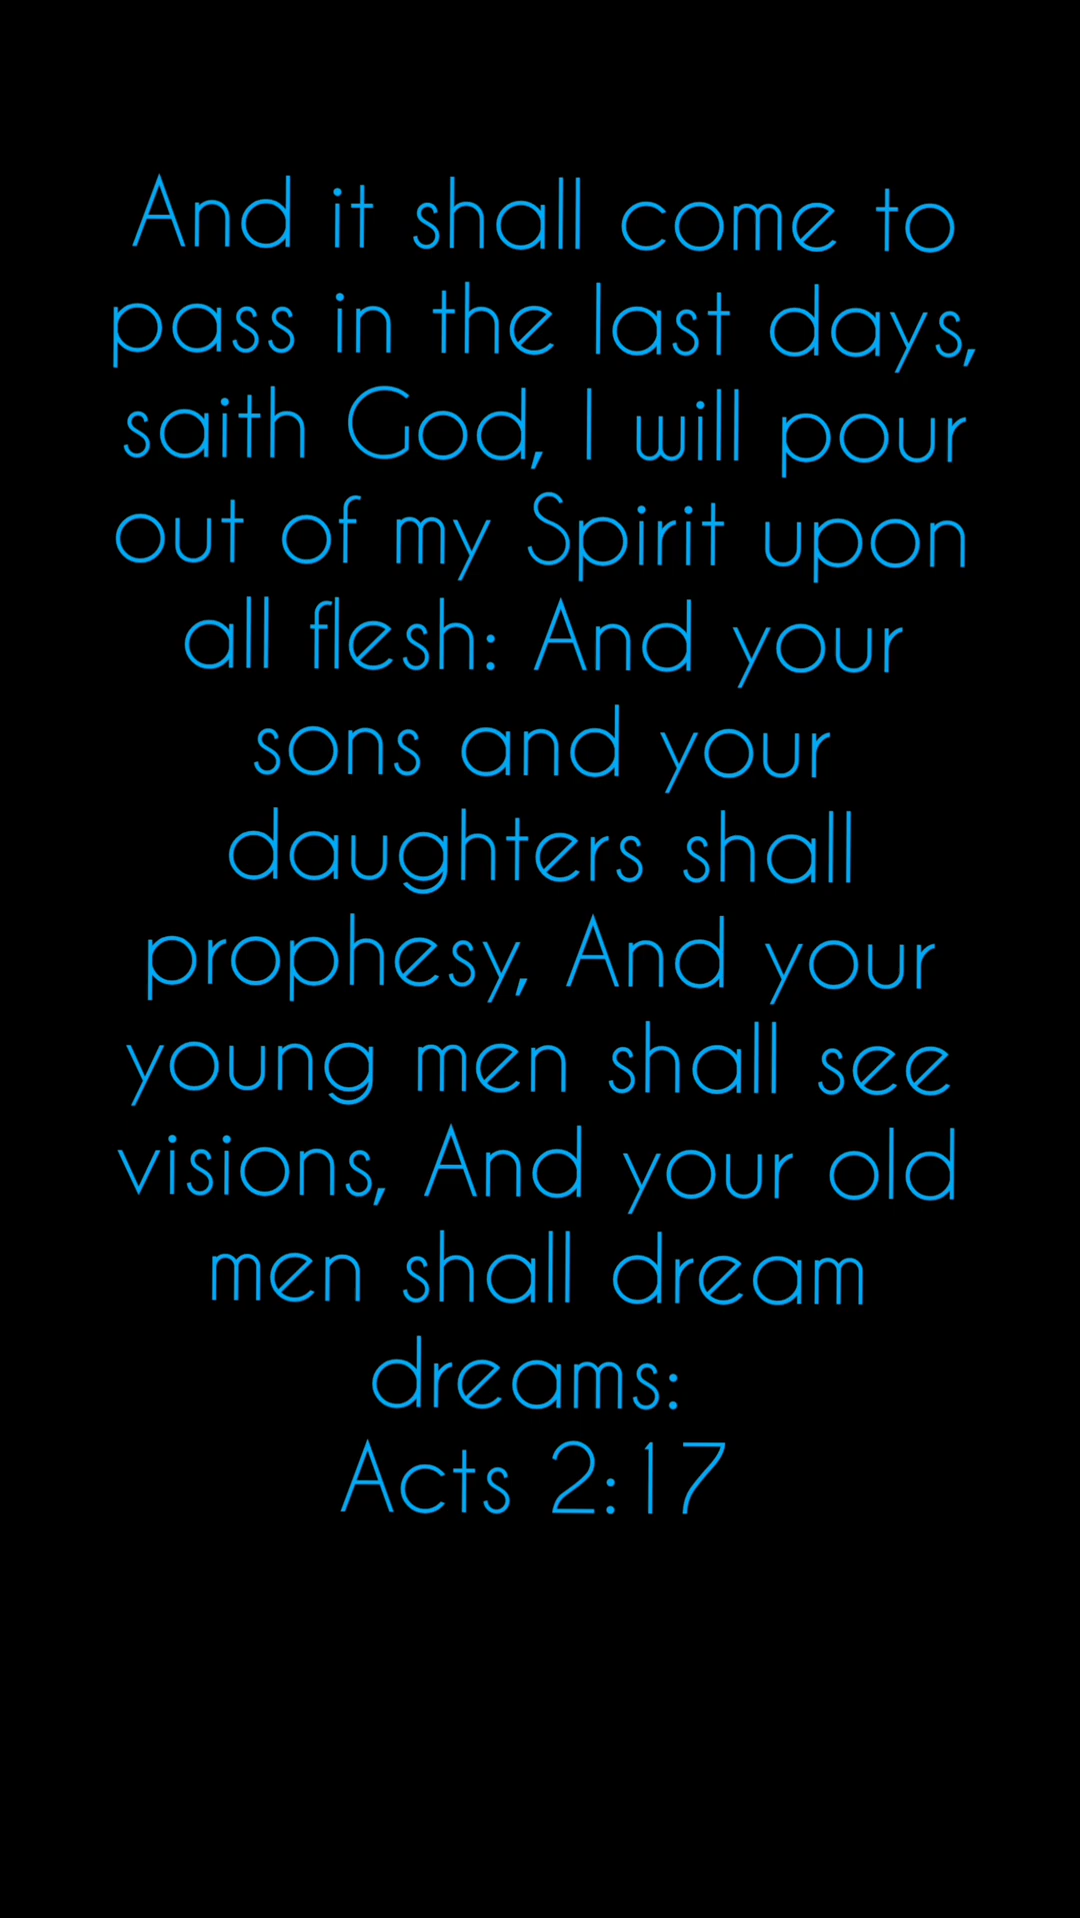 And it shall come to
pass in the last days,
saith God, I will pour
out of my Spirit upon
all flesh: And your
sons and your
daughters shall
prophesy, And your
young men shall see
visions, And your old
men shall dream
dreams:
Acts 2:17